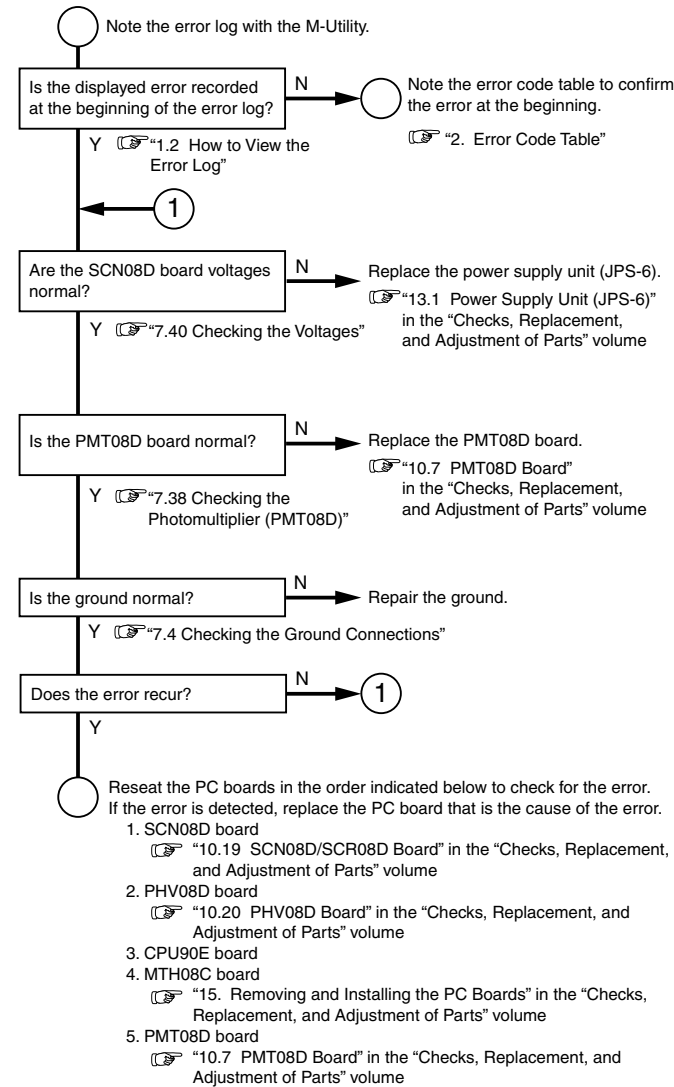 Note the error log with the M-Utility.
Is the displayed error recorded
at the beginning of the error log?
N
Note the error code table to confirm
the error at the beginning.
“2. Error Code Table”
Y
“1.2 How to View the
Error Log”
1
Are the SCN08D board voltages
normal?
N
Replace the power supply unit (JPS-6).
“13.1 Power Supply Unit (JPS-6)”
in the “Checks, Replacement,
and Adjustment of Parts” volume
Y
“7.40 Checking the Voltages”
Is the PMT08D board normal?
N
Replace the PMT08D board.
“10.7 PMT08D Board”
in the “Checks, Replacement,
and Adjustment of Parts” volume
Y
“7.38 Checking the
Photomultiplier (PMT08D)”
Is the ground normal?
N
Repair the ground.
Y
“7.4 Checking the Ground Connections”
Does the error recur?
N
1
Y
Reseat the PC boards in the order indicated below to check for the error.
If the error is detected, replace the PC board that is the cause of the error.
1. SCN08D board
“10.19 SCN08D/SCR08D Board” in the “Checks, Replacement,
and Adjustment of Parts” volume
2. PHV08D board
“10.20 PHV08D Board” in the “Checks, Replacement, and
Adjustment of Parts” volume
3. CPU90E board
4. MTH08C board
“15. Removing and Installing the PC Boards” in the “Checks,
Replacement, and Adjustment of Parts” volume
5. PMT08D board
“10.7 PMT08D Board” in the “Checks, Replacement, and
Adjustment of Parts” volume